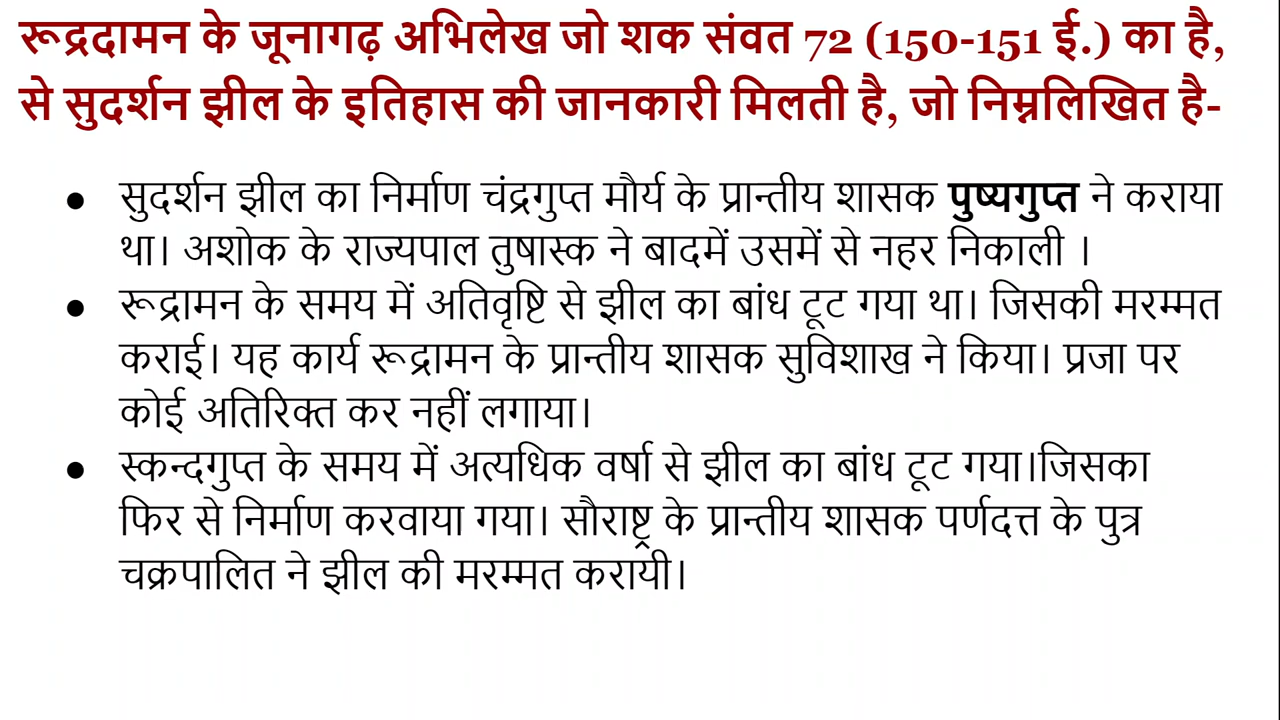 रूद्रदामन के जूनागढ़ अभिलेख जो शक संवत 72 (150-151 ई.) का है,
से सुदर्शन झील के इतिहास की जानकारी मिलती है, जो निम्नलिखित है-
● सुदर्शन झील का निर्माण चंद्रगुप्त मौर्य के प्रान्तीय शासक पुष्यगुप्त ने कराया
था। अशोक के राज्यपाल तुषास्क ने बादमें उसमें से नहर निकाली ।
● रूद्रामन के समय में अतिवृष्टि से झील का बांध टूट गया था। जिसकी मरम्मत
कराई। यह कार्य रूद्रामन के प्रान्तीय शासक सुविशाख ने किया। प्रजा पर
कोई अतिरिक्त कर नहीं लगाया।
● स्कन्दगुप्त के समय में अत्यधिक वर्षा से झील का बांध टूट गया।जिसका
फिर से निर्माण करवाया गया। सौराष्ट्र के प्रान्तीय शासक पर्णदत्त के पुत्र
चक्रपालित ने झील की मरम्मत करायी।